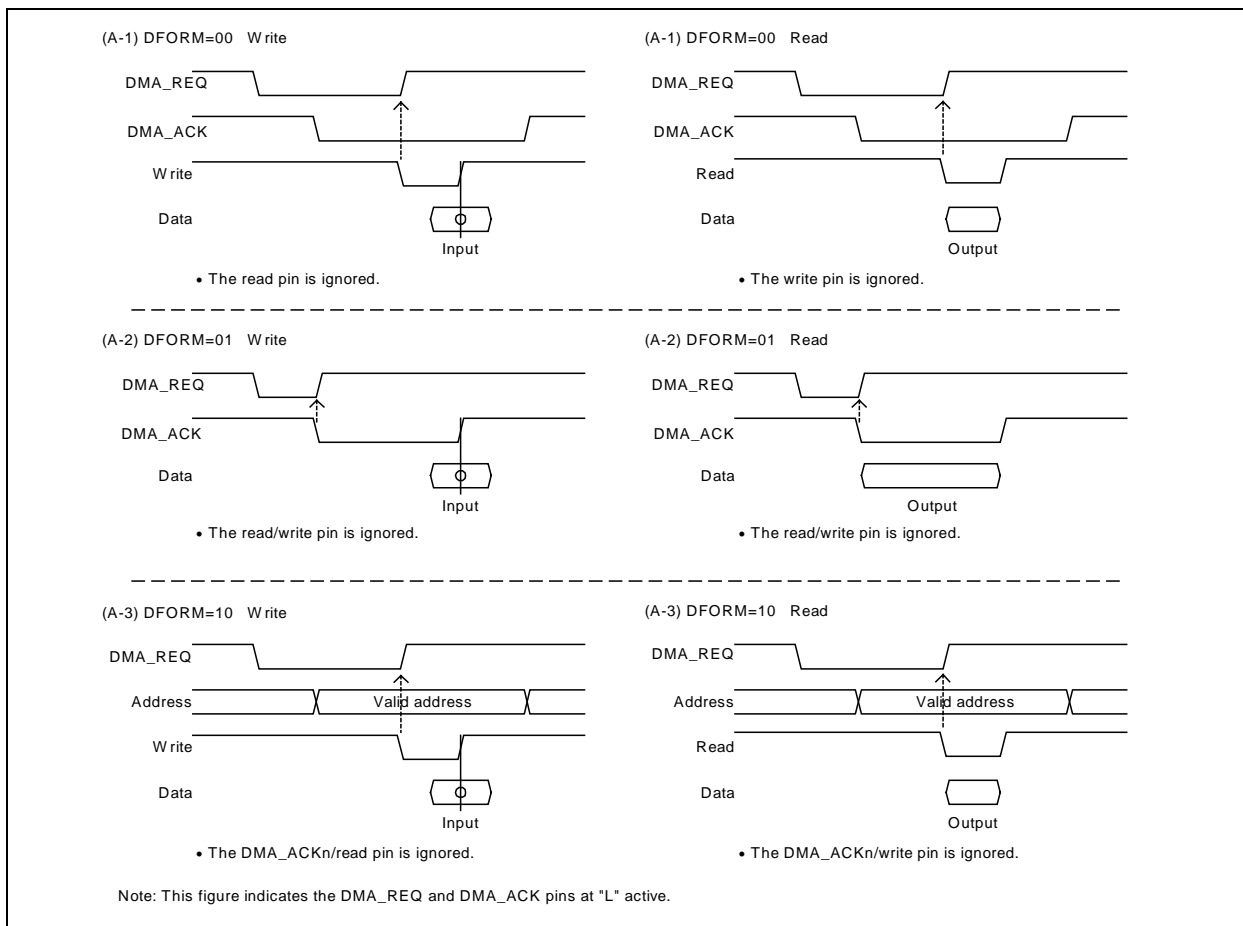 (A-1) DFORM=00 Write
DMA_REQ
DMA_ACK
Write
Data
Input
• The read pin is ignored.
(A-1) DFORM=00 Read
DMA_REQ
DMA_ACK
Read
Data
Output
• The write pin is ignored.
(A-2) DFORM=01 Write
DMA_REQ
DMA_ACK
Data
Input
• The read/write pin is ignored.
(A-2) DFORM=01 Read
DMA_REQ
DMA_ACK
Data
Output
• The read/write pin is ignored.
(A-3) DFORM=10 Write
DMA_REQ
Address
Valid address
Write
Data
Input
• The DMA_ACKn/read pin is ignored.
(A-3) DFORM=10 Read
DMA_REQ
Address
Valid address
Read
Data
Output
• The DMA_ACKn/write pin is ignored.
Note: This figure indicates the DMA_REQ and DMA_ACK pins at "L" active.